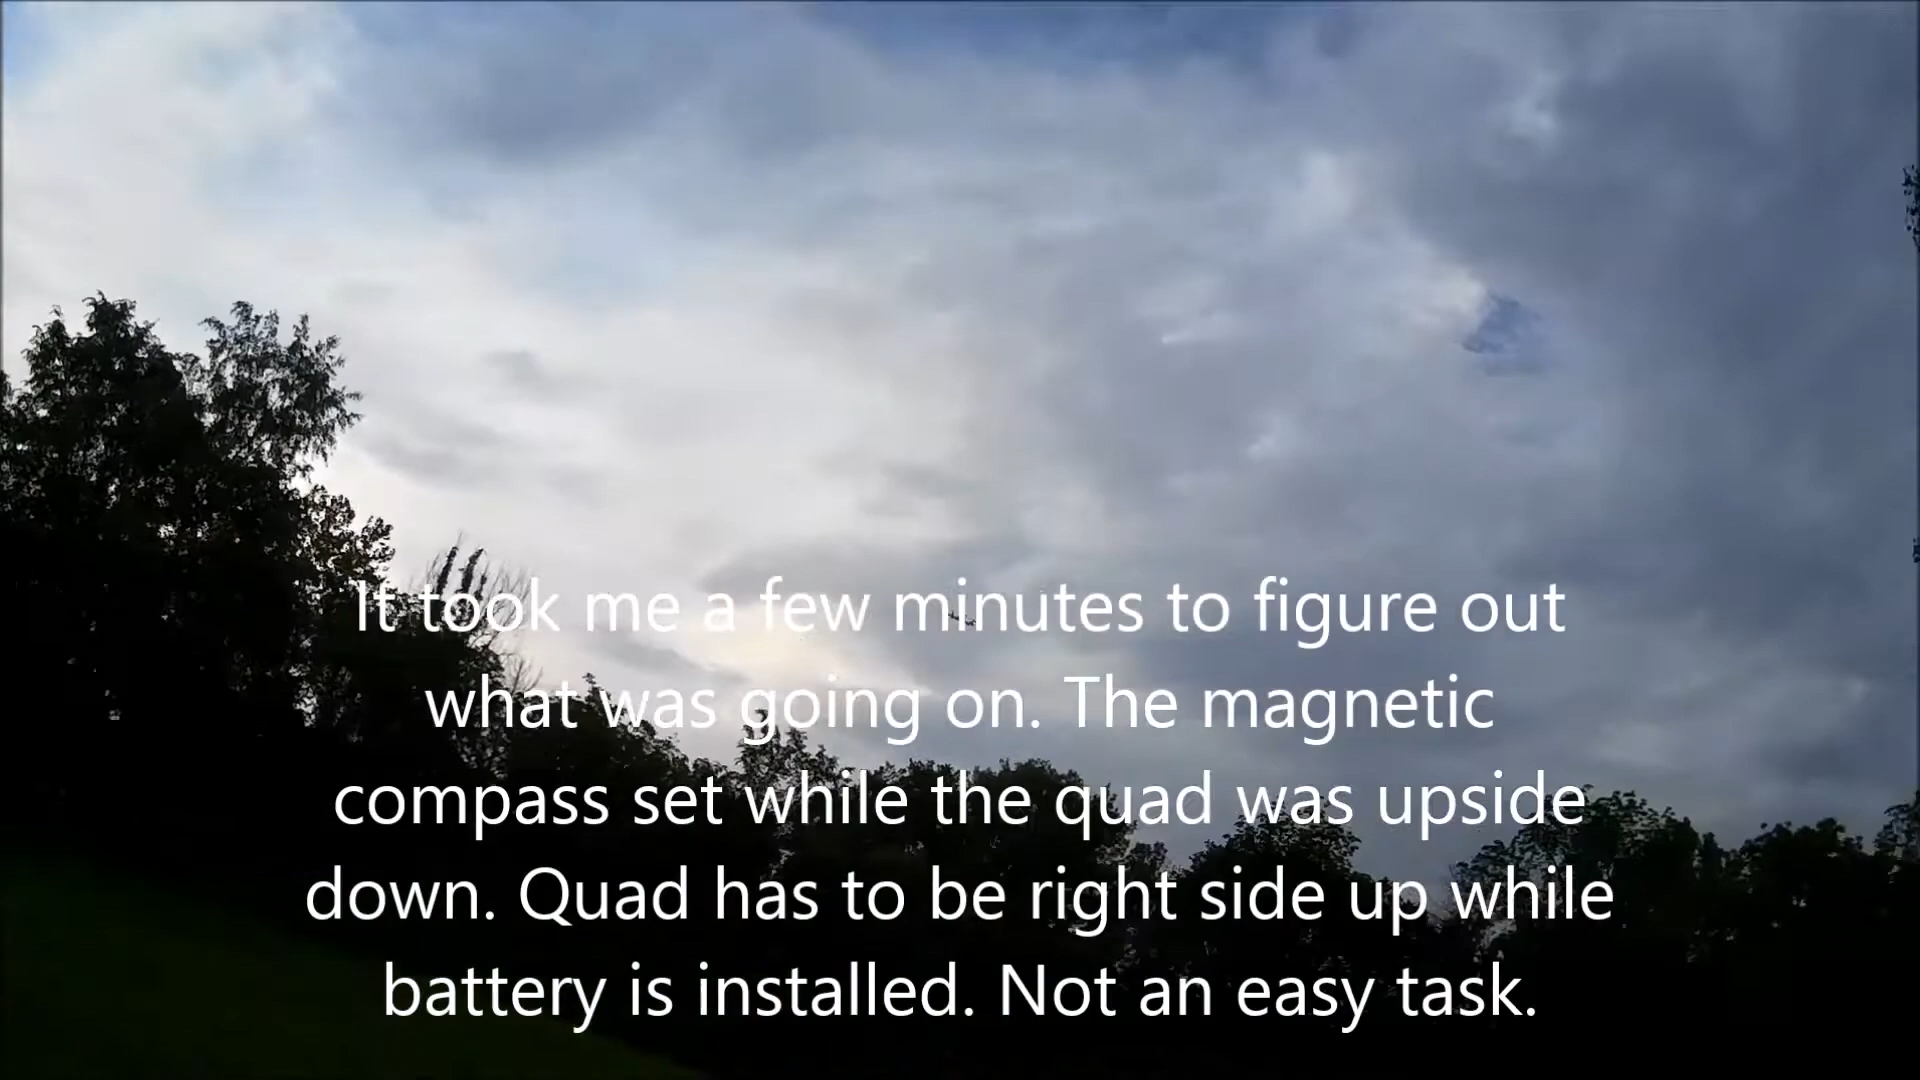 It took me a few minutes to figure out
what was going on. The magnetic
compass set while the quad was upside
down. Quad has to be right side up while
battery is installed. Not an easy task.